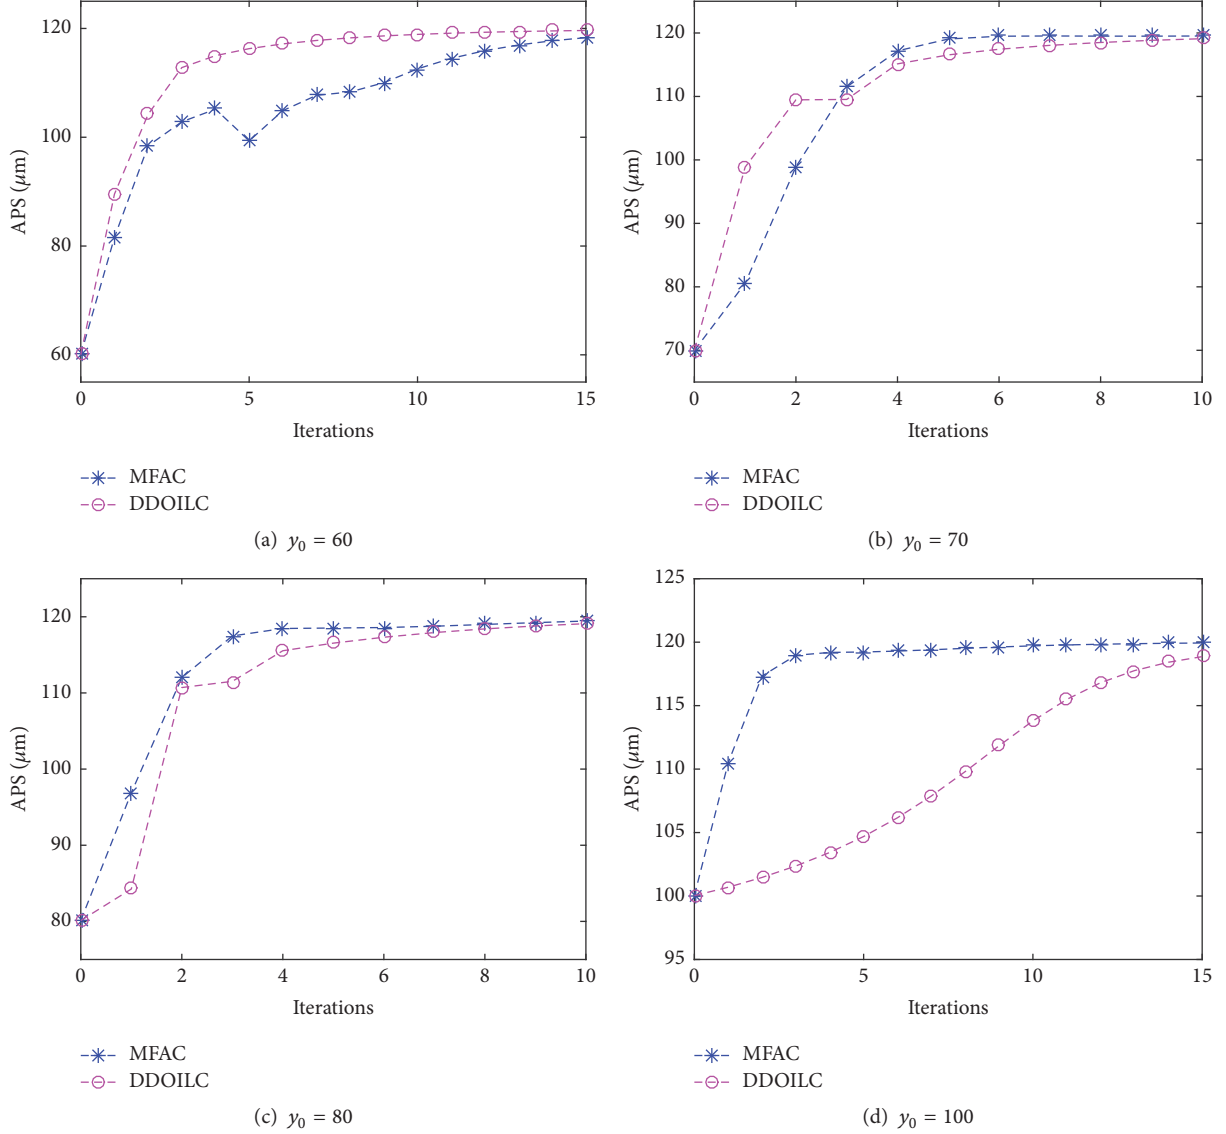 120
100
80
60
APS (μm)
0 5 10 15
Iterations
MFAC
DDOILC
(a) y₀ = 60
120
110
100
90
80
70
APS (μm)
0 2 4 6 8 10
Iterations
MFAC
DDOILC
(b) y₀ = 70
120
110
100
90
80
APS (μm)
0 2 4 6 8 10
Iterations
MFAC
DDOILC
(c) y₀ = 80
125
120
115
110
105
100
95
APS (μm)
0 5 10 15
Iterations
MFAC
DDOILC
(d) y₀ = 100